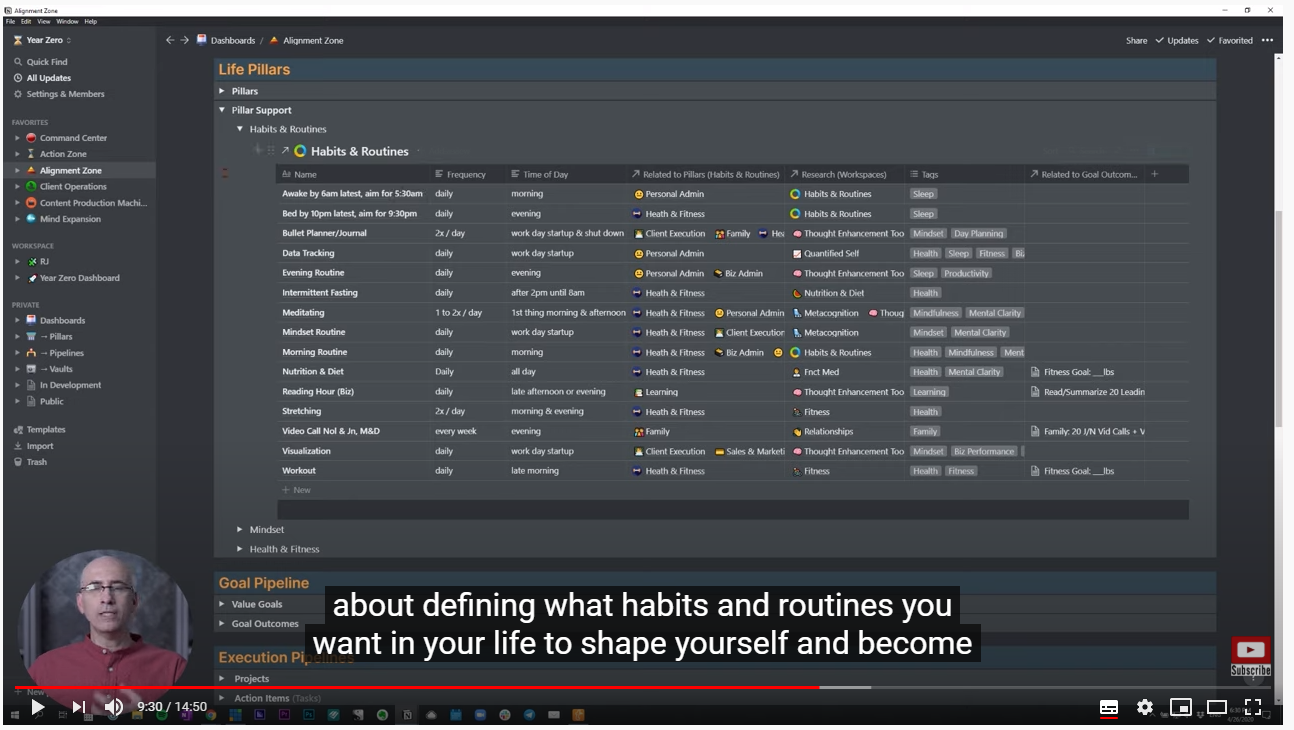 Alignment Zone
File Edit View Window Help
Year Zero
Dashboards / Alignment Zone
Share Updates Favorited
Quick Find
All Updates
Settings & Members
FAVORITES
Command Center
Action Zone
Alignment Zone
Client Operations
Content Production Machi...
Mind Expansion
WORKSPACE
RJ
Year Zero Dashboard
PRIVATE
Dashboards
→ Pillars
→ Pipelines
→ Vaults
In Development
Public
Templates
Import
Trash
+ New
Life Pillars
Pillars
Pillar Support
Habits & Routines
Habits & Routines
Name Frequency Time of Day Related to Pillars (Habits & Routines) Research (Workspaces) Tags Related to Goal Outcom... +
Awake by 6am latest, aim for 5:30am daily morning Personal Admin Habits & Routines Sleep
Bed by 10pm latest, aim for 9:30pm daily evening Heath & Fitness Habits & Routines Sleep
Bullet Planner/Journal 2x / day work day startup & shut down Client Execution Family Hea Thought Enhancement Too Mindset Day Planning
Data Tracking daily work day startup Personal Admin Quantified Self Health Sleep Fitness Bi
Evening Routine daily evening Personal Admin Biz Admin Thought Enhancement Too Sleep Productivity
Intermittent Fasting daily after 2pm until 8am Heath & Fitness Nutrition & Diet Health
Meditating 1 to 2x / day 1st thing morning & afternoon Heath & Fitness Personal Admin Metacognition Thoug Mindfulness Mental Clarity
Mindset Routine daily work day startup Heath & Fitness Client Execution Metacognition Mindset Mental Clarity
Morning Routine daily morning Heath & Fitness Biz Admin Habits & Routines Health Mindfulness Ment
Nutrition & Diet Daily all day Heath & Fitness Fnct Med Health Mental Clarity Fitness Goal: __lbs
Reading Hour (Biz) daily late afternoon or evening Learning Thought Enhancement Too Learning Read/Summarize 20 Leadin
Stretching 2x / day morning & evening Heath & Fitness Fitness Health
Video Call Nol & Jn, M&D every week evening Family Relationships Family Family: 20 J/N Vid Calls + V
Visualization daily work day startup Client Execution Sales & Marketi Thought Enhancement Too Mindset Biz Performance
Workout daily late morning Heath & Fitness Fitness Health Fitness Fitness Goal: __lbs
+ New
Mindset
Health & Fitness
Goal Pipeline
Value Goals
Goal Outcomes
about defining what habits and routines you
want in your life to shape yourself and become
Execution Pipelines
Projects
Action Items (Tasks)
Subscribe
9:30 / 14:50
4/26/2020